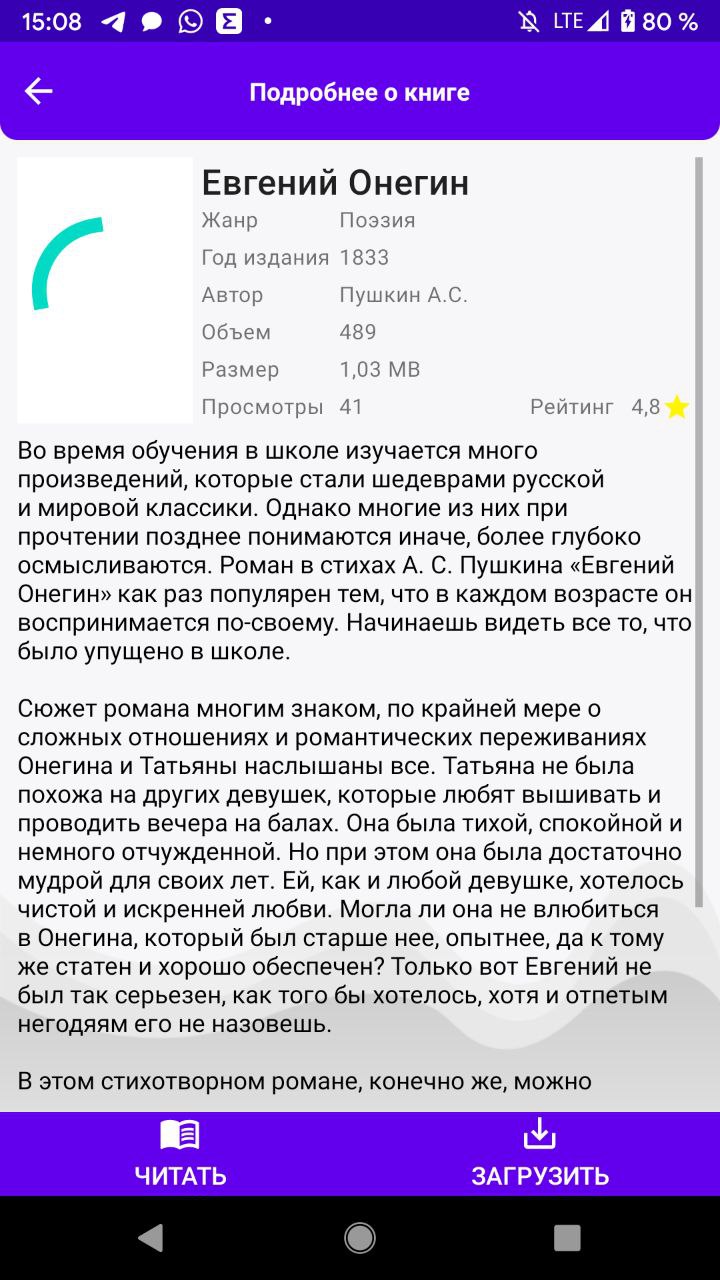 15:08
LTE 80 %
Подробнее о книге
Евгений Онегин
Жанр Поэзия
Год издания 1833
Автор Пушкин А.С.
Объем 489
Размер 1,03 MB
Просмотры 41 Рейтинг 4,8
Во время обучения в школе изучается много
произведений, которые стали шедеврами русской
и мировой классики. Однако многие из них при
прочтении позднее понимаются иначе, более глубоко
осмысливаются. Роман в стихах А. С. Пушкина «Евгений
Онегин» как раз популярен тем, что в каждом возрасте он
воспринимается по-своему. Начинаешь видеть все то, что
было упущено в школе.
Сюжет романа многим знаком, по крайней мере о
сложных отношениях и романтических переживаниях
Онегина и Татьяны наслышаны все. Татьяна не была
похожа на других девушек, которые любят вышивать и
проводить вечера на балах. Она была тихой, спокойной и
немного отчужденной. Но при этом она была достаточно
мудрой для своих лет. Ей, как и любой девушке, хотелось
чистой и искренней любви. Могла ли она не влюбиться
в Онегина, который был старше нее, опытнее, да к тому
же статен и хорошо обеспечен? Только вот Евгений не
был так серьезен, как того бы хотелось, хотя и отпетым
негодяям его не назовешь.
В этом стихотворном романе, конечно же, можно
ЧИТАТЬ ЗАГРУЗИТЬ